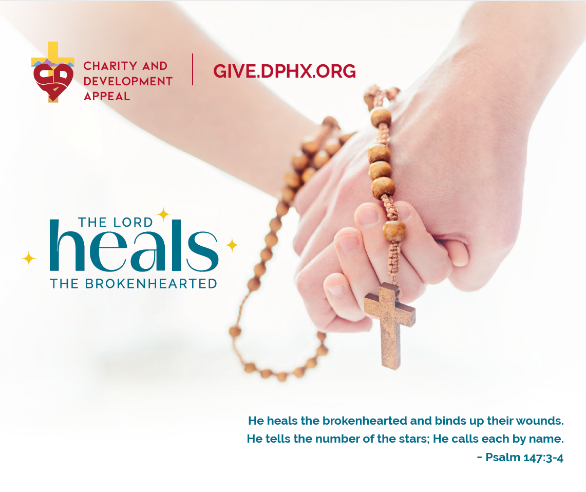 CHARITY AND
DEVELOPMENT
APPEAL
GIVE.DPHX.ORG
THE LORD
heals
THE BROKENHEARTED
He heals the brokenhearted and binds up their wounds.
He tells the number of the stars; He calls each by name.
- Psalm 147:3-4